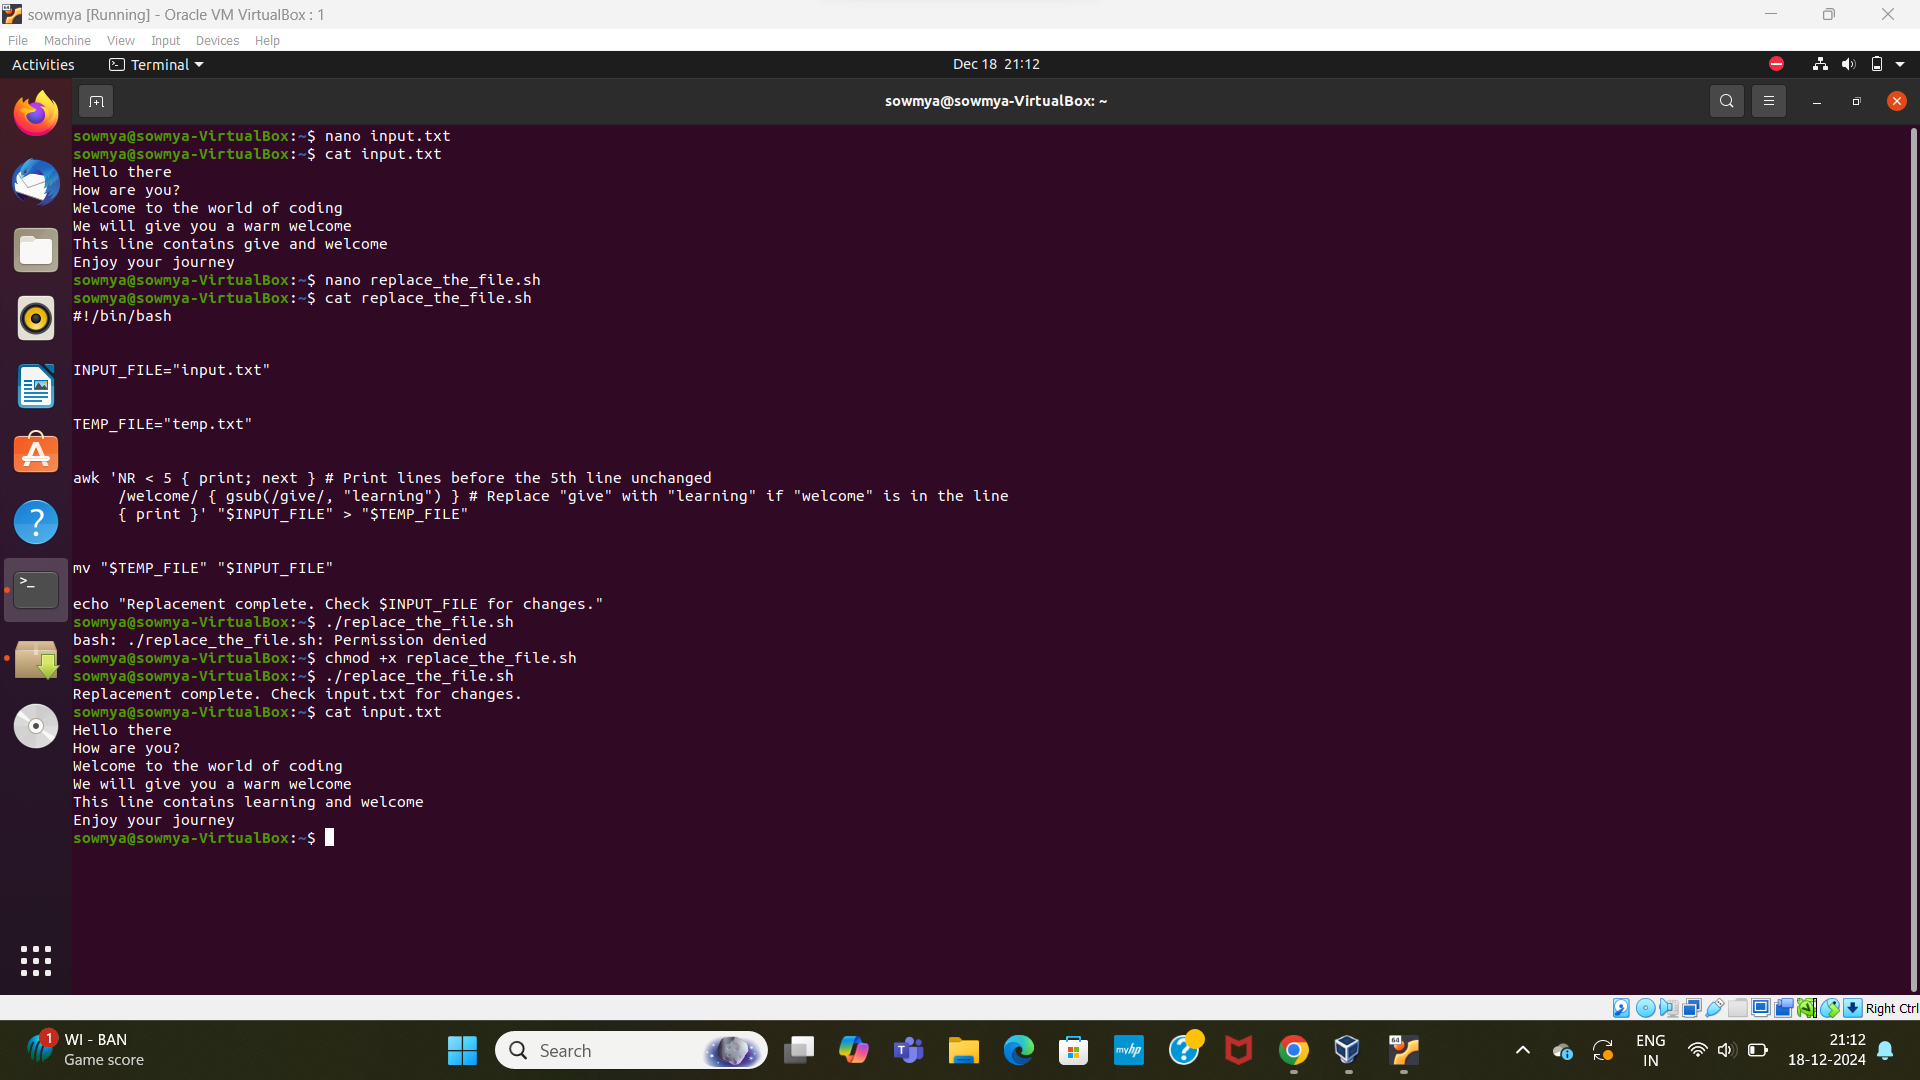 sowmya [Running] - Oracle VM VirtualBox : 1
File Machine View Input Devices Help
Activities Terminal Dec 18 21:12
sowmya@sowmya-VirtualBox: ~
sowmya@sowmya-VirtualBox:~$ nano input.txt
sowmya@sowmya-VirtualBox:~$ cat input.txt
Hello there
How are you?
Welcome to the world of coding
We will give you a warm welcome
This line contains give and welcome
Enjoy your journey
sowmya@sowmya-VirtualBox:~$ nano replace_the_file.sh
sowmya@sowmya-VirtualBox:~$ cat replace_the_file.sh
#!/bin/bash
INPUT_FILE="input.txt"
TEMP_FILE="temp.txt"
awk 'NR < 5 { print; next } # Print lines before the 5th line unchanged
     /welcome/ { gsub(/give/, "learning") } # Replace "give" with "learning" if "welcome" is in the line
     { print }' "$INPUT_FILE" > "$TEMP_FILE"
mv "$TEMP_FILE" "$INPUT_FILE"
echo "Replacement complete. Check $INPUT_FILE for changes."
sowmya@sowmya-VirtualBox:~$ ./replace_the_file.sh
bash: ./replace_the_file.sh: Permission denied
sowmya@sowmya-VirtualBox:~$ chmod +x replace_the_file.sh
sowmya@sowmya-VirtualBox:~$ ./replace_the_file.sh
Replacement complete. Check input.txt for changes.
sowmya@sowmya-VirtualBox:~$ cat input.txt
Hello there
How are you?
Welcome to the world of coding
We will give you a warm welcome
This line contains learning and welcome
Enjoy your journey
sowmya@sowmya-VirtualBox:~$
Right Ctrl
1 WI - BAN
Game score
Search
myhp
64
ENG
IN
21:12
18-12-2024